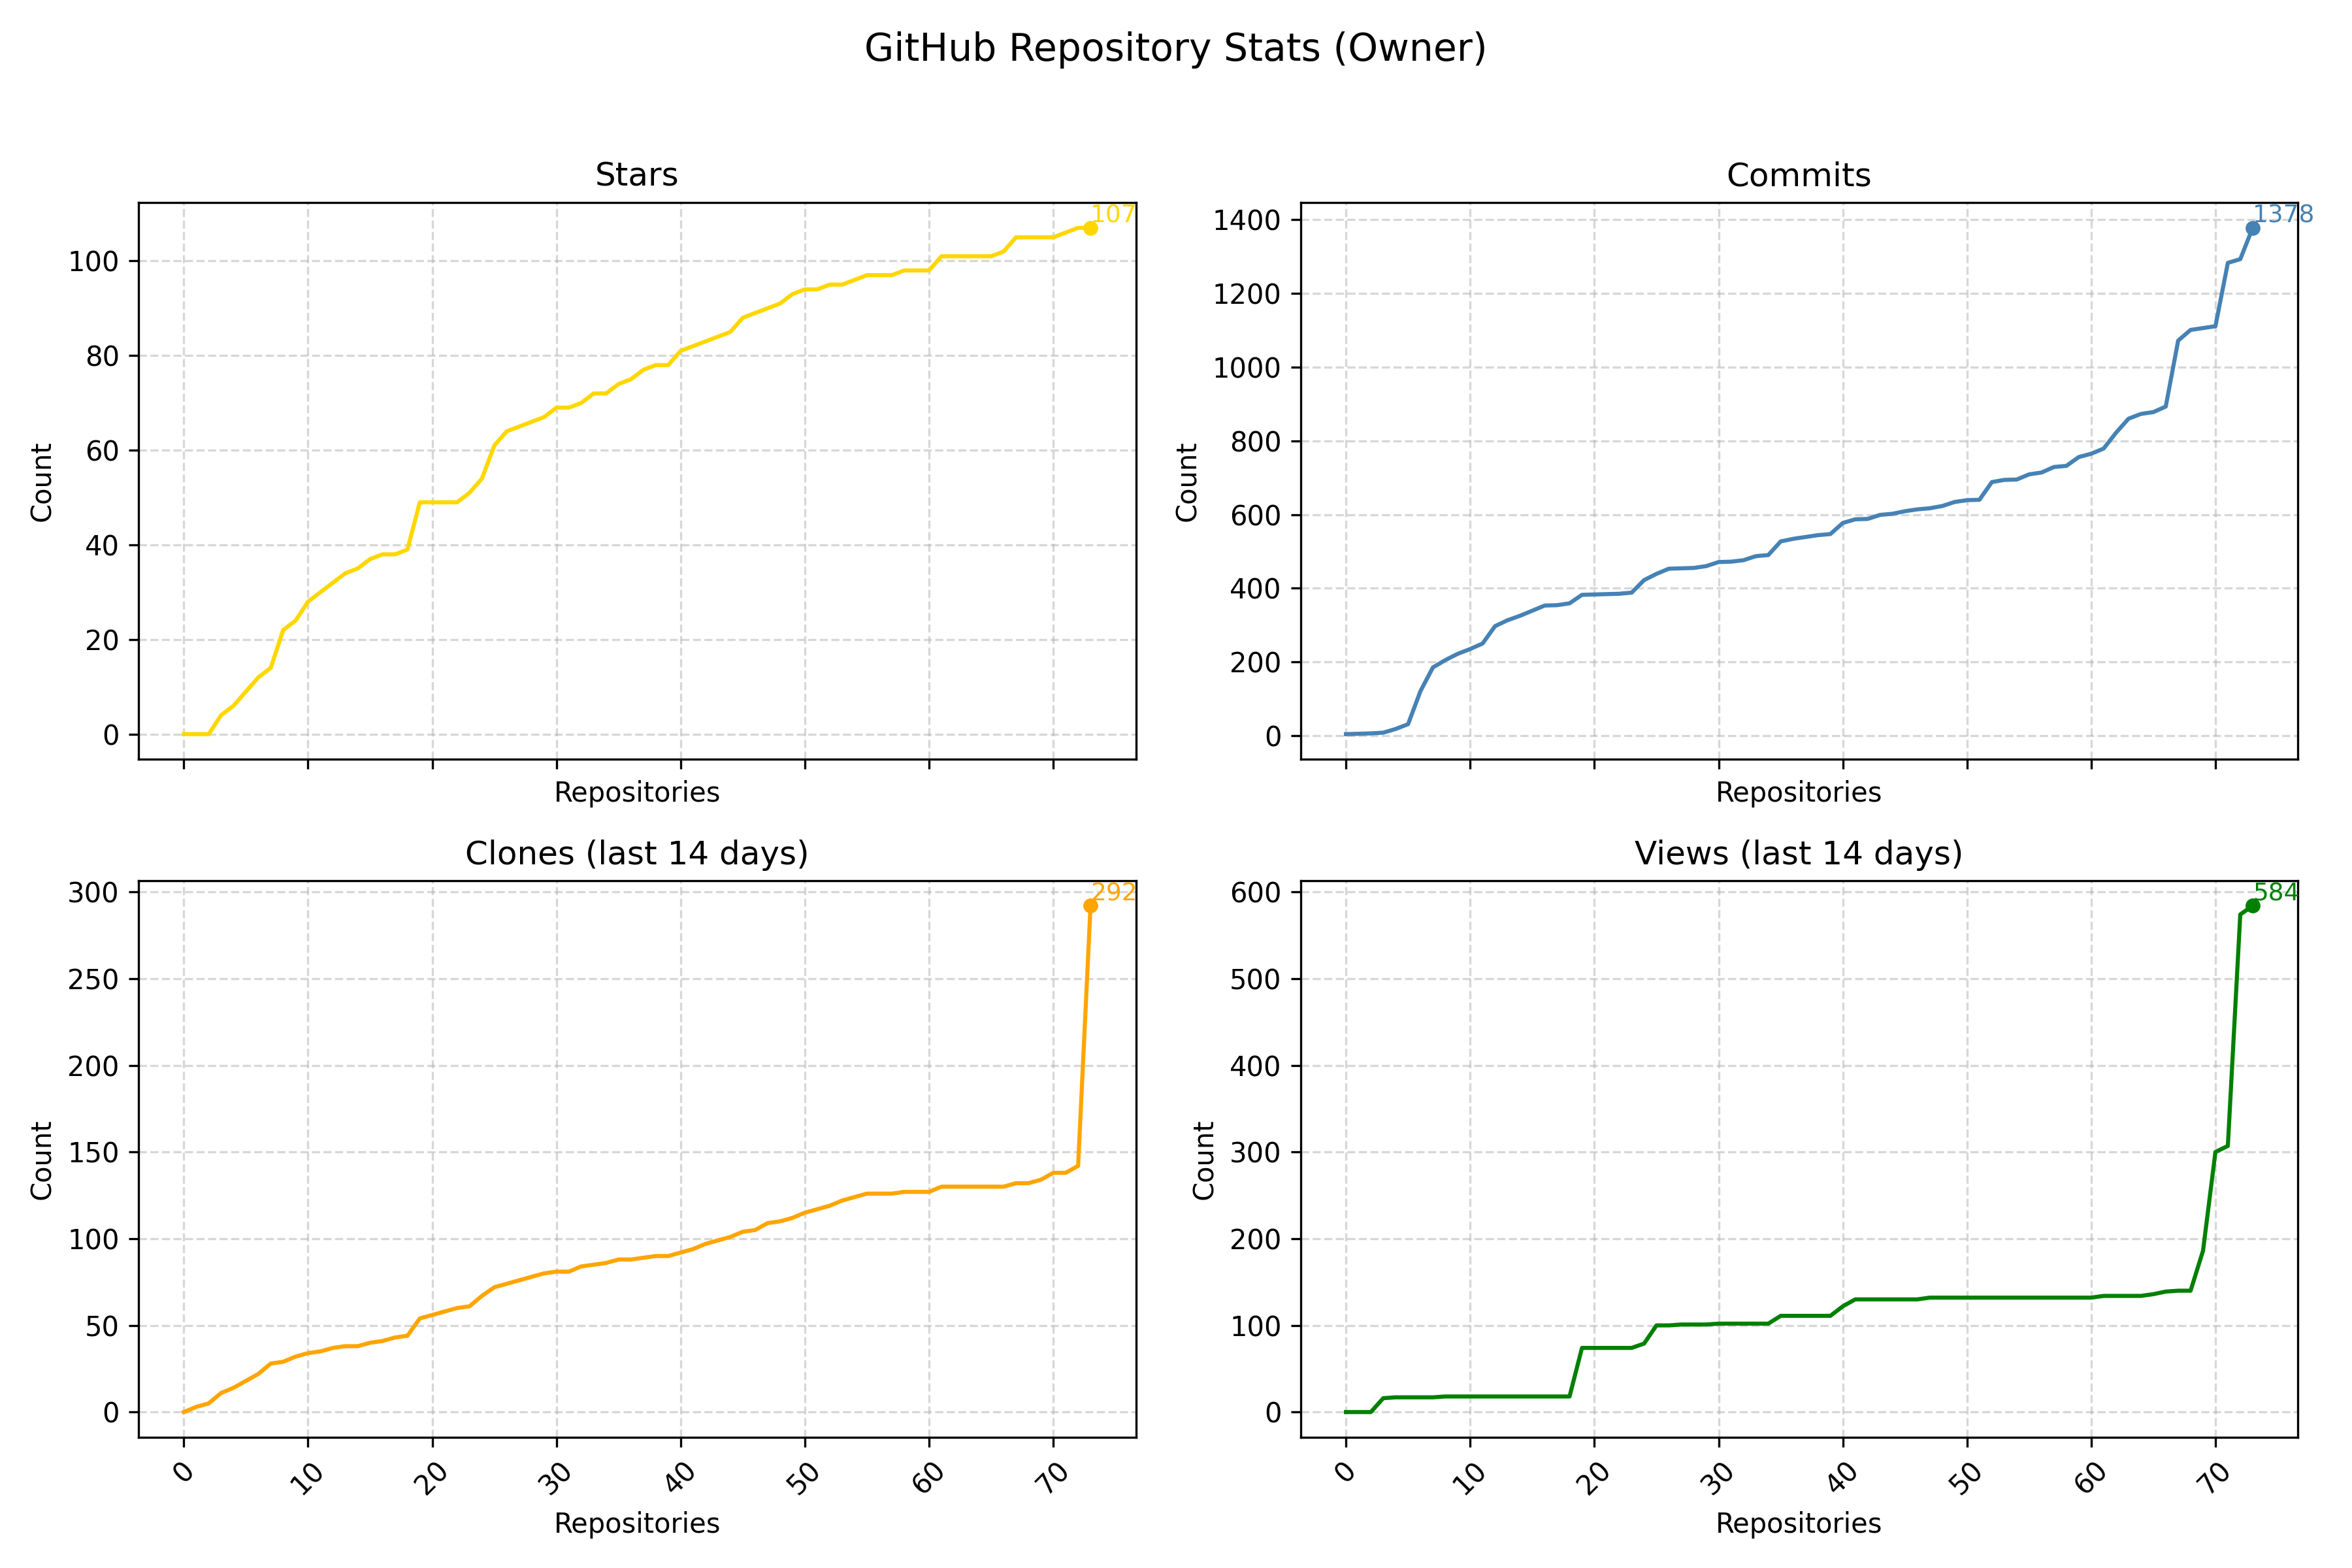 GitHub Repository Stats (Owner)
Stars
107
100
80
60
40
20
0
Count
Repositories
Commits
1378
1400
1200
1000
800
600
400
200
0
Count
Repositories
Clones (last 14 days)
292
300
250
200
150
100
50
0
Count
0 10 20 30 40 50 60 70
Repositories
Views (last 14 days)
584
600
500
400
300
200
100
0
Count
0 10 20 30 40 50 60 70
Repositories